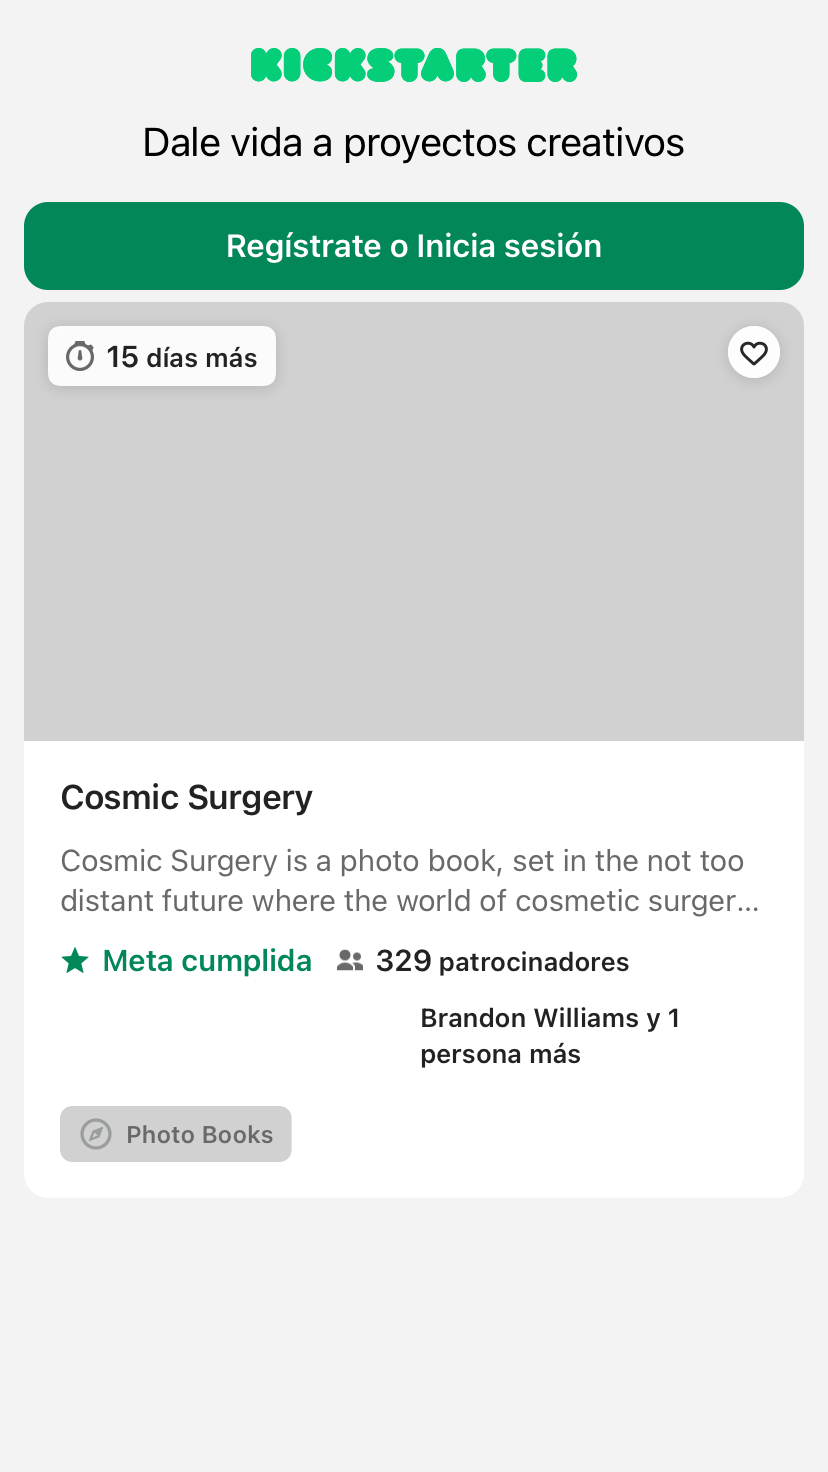 KICKSTARTER
Dale vida a proyectos creativos
Regístrate o Inicia sesión
15 días más
Cosmic Surgery
Cosmic Surgery is a photo book, set in the not too
distant future where the world of cosmetic surger...
Meta cumplida 329 patrocinadores
Brandon Williams y 1
persona más
Photo Books